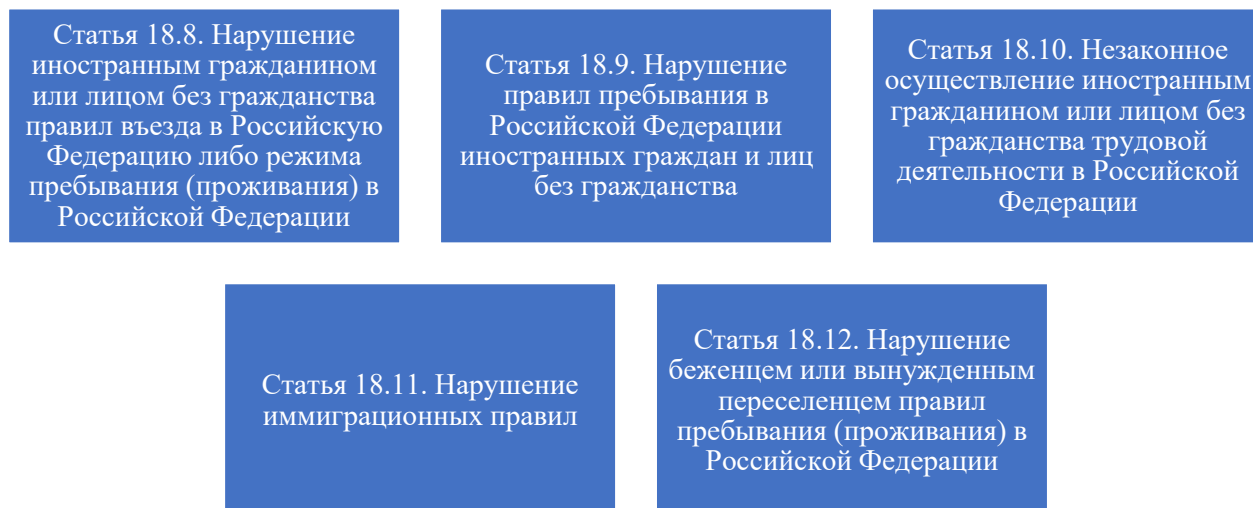 Статья 18.8. Нарушение
иностранным гражданином
или лицом без гражданства
правил въезда в Российскую
Федерацию либо режима
пребывания (проживания) в
Российской Федерации
Статья 18.9. Нарушение
правил пребывания в
Российской Федерации
иностранных граждан и лиц
без гражданства
Статья 18.10. Незаконное
осуществление иностранным
гражданином или лицом без
гражданства трудовой
деятельности в Российской
Федерации
Статья 18.11. Нарушение
иммиграционных правил
Статья 18.12. Нарушение
беженцем или вынужденным
переселенцем правил
пребывания (проживания) в
Российской Федерации